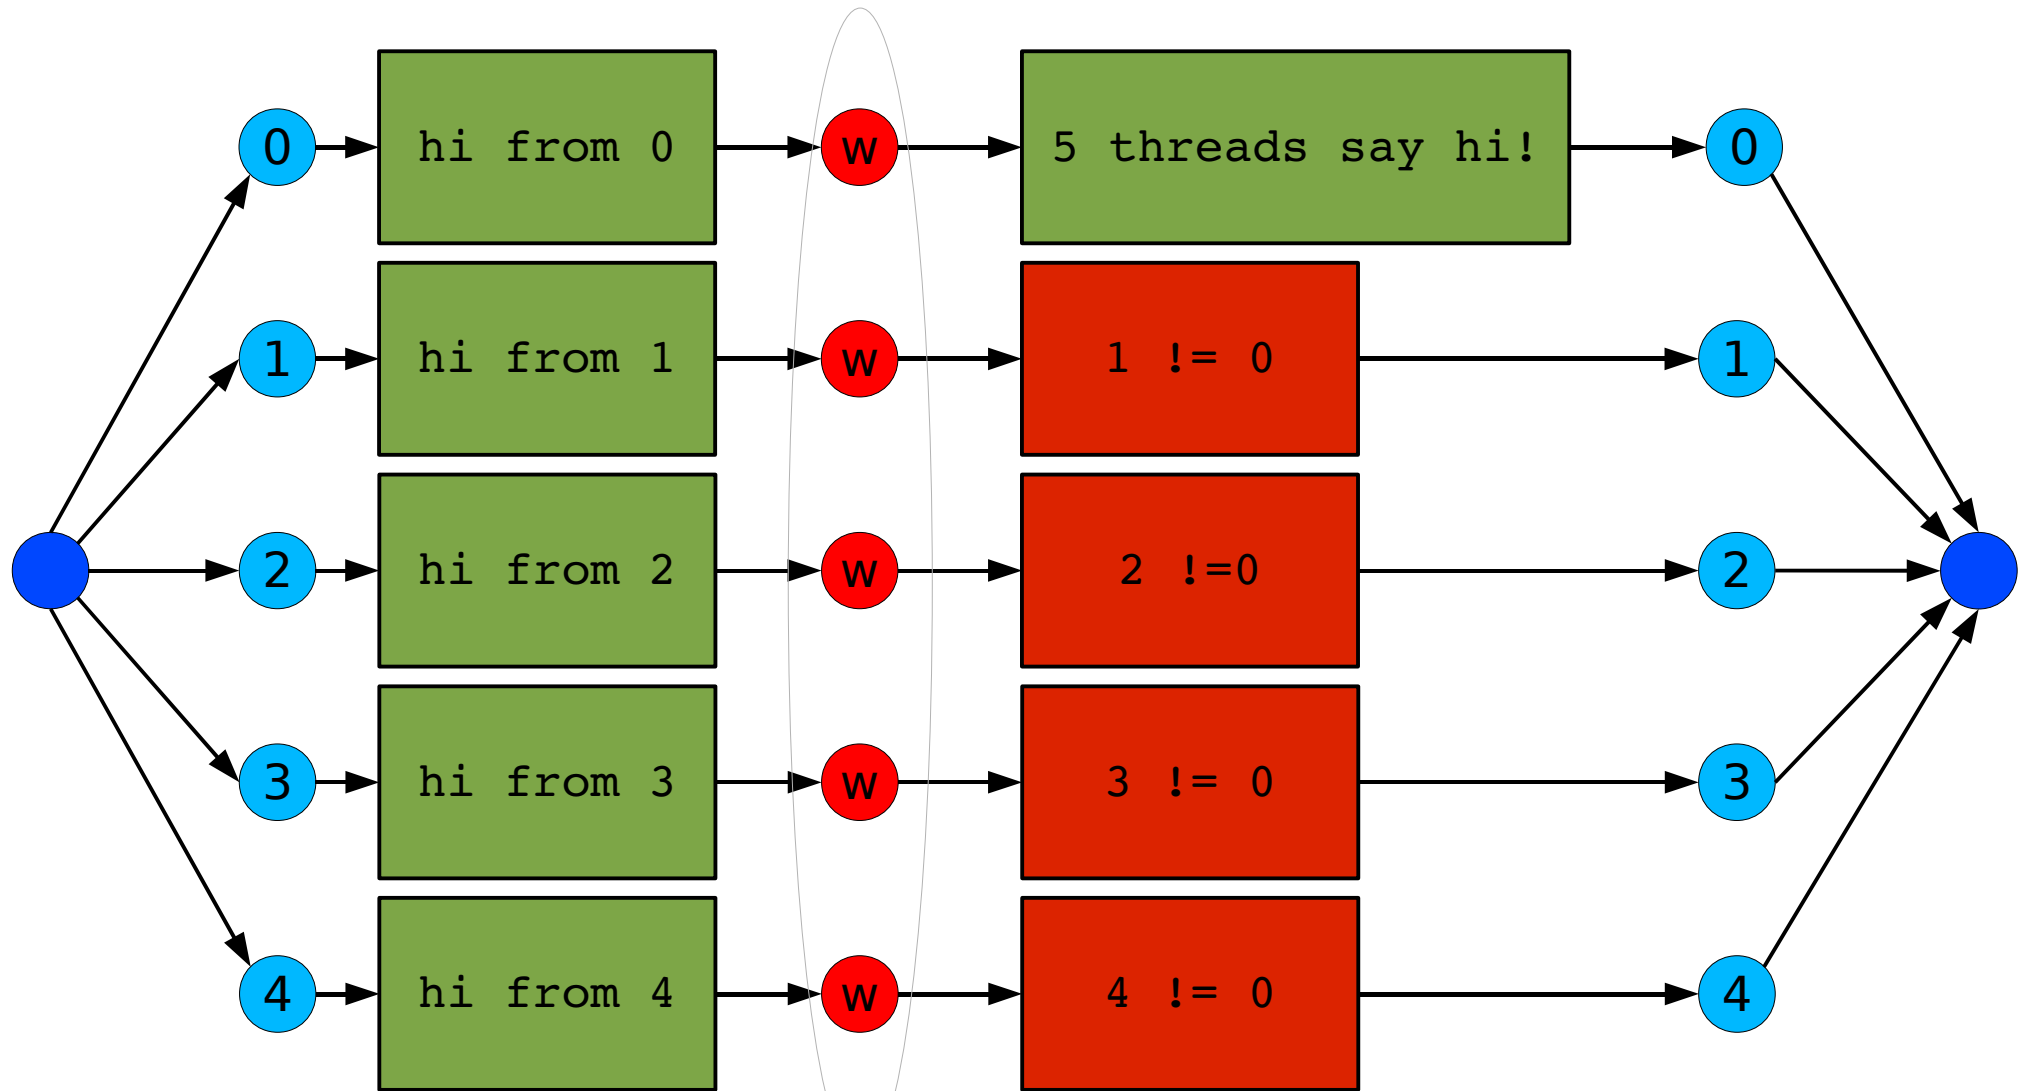 0 hi from 0 w 5 threads say hi! 0
1 hi from 1 w 1 != 0 1
2 hi from 2 w 2 !=0 2
3 hi from 3 w 3 != 0 3
4 hi from 4 w 4 != 0 4